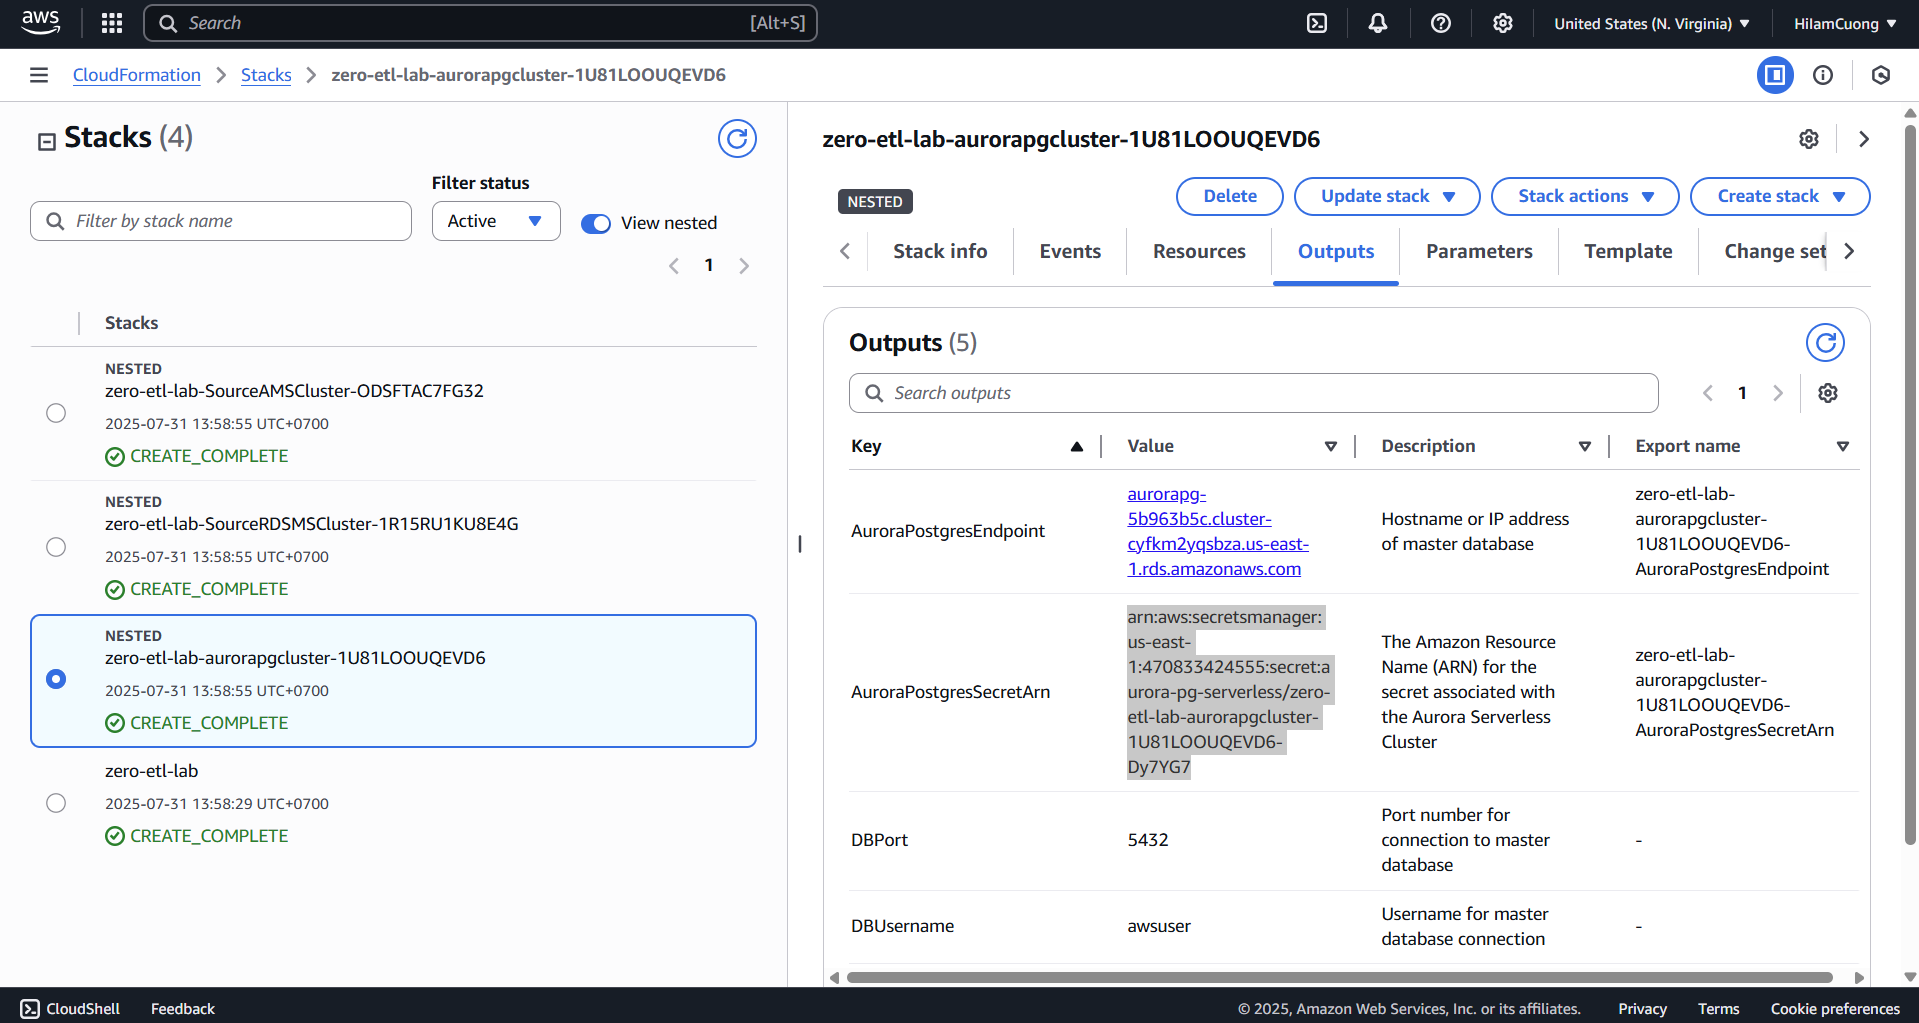 aws
Search
[Alt+S]
United States (N. Virginia)
HilamCuong
CloudFormation
Stacks
zero-etl-lab-aurorapgcluster-1U81LOOUQEVD6
Stacks (4)
Filter by stack name
Filter status
Active
View nested
1
Stacks
NESTED
zero-etl-lab-SourceAMSCluster-ODSFTAC7FG32
2025-07-31 13:58:55 UTC+0700
CREATE_COMPLETE
NESTED
zero-etl-lab-SourceRDSMSCluster-1R15RU1KU8E4G
2025-07-31 13:58:55 UTC+0700
CREATE_COMPLETE
NESTED
zero-etl-lab-aurorapgcluster-1U81LOOUQEVD6
2025-07-31 13:58:55 UTC+0700
CREATE_COMPLETE
zero-etl-lab
2025-07-31 13:58:29 UTC+0700
CREATE_COMPLETE
zero-etl-lab-aurorapgcluster-1U81LOOUQEVD6
NESTED
Delete
Update stack
Stack actions
Create stack
Stack info
Events
Resources
Outputs
Parameters
Template
Change set
Outputs (5)
Search outputs
1
Key
Value
Description
Export name
AuroraPostgresEndpoint
aurorapg-
5b963b5c.cluster-
cyfkm2yqsbza.us-east-
1.rds.amazonaws.com
Hostname or IP address
of master database
zero-etl-lab-
aurorapgcluster-
1U81LOOUQEVD6-
AuroraPostgresEndpoint
AuroraPostgresSecretArn
arn:aws:secretsmanager:
us-east-
1:470833424555:secret:a
urora-pg-serverless/zero-
etl-lab-aurorapgcluster-
1U81LOOUQEVD6-
Dy7YG7
The Amazon Resource
Name (ARN) for the
secret associated with
the Aurora Serverless
Cluster
zero-etl-lab-
aurorapgcluster-
1U81LOOUQEVD6-
AuroraPostgresSecretArn
DBPort
5432
Port number for
connection to master
database
-
DBUsername
awsuser
Username for master
database connection
-
CloudShell
Feedback
© 2025, Amazon Web Services, Inc. or its affiliates.
Privacy
Terms
Cookie preferences